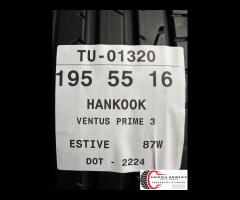 TU-01320
195 55 16
HANKOOK
VENTUS PRIME 3
ESTIVE 87W
DOT - 2224